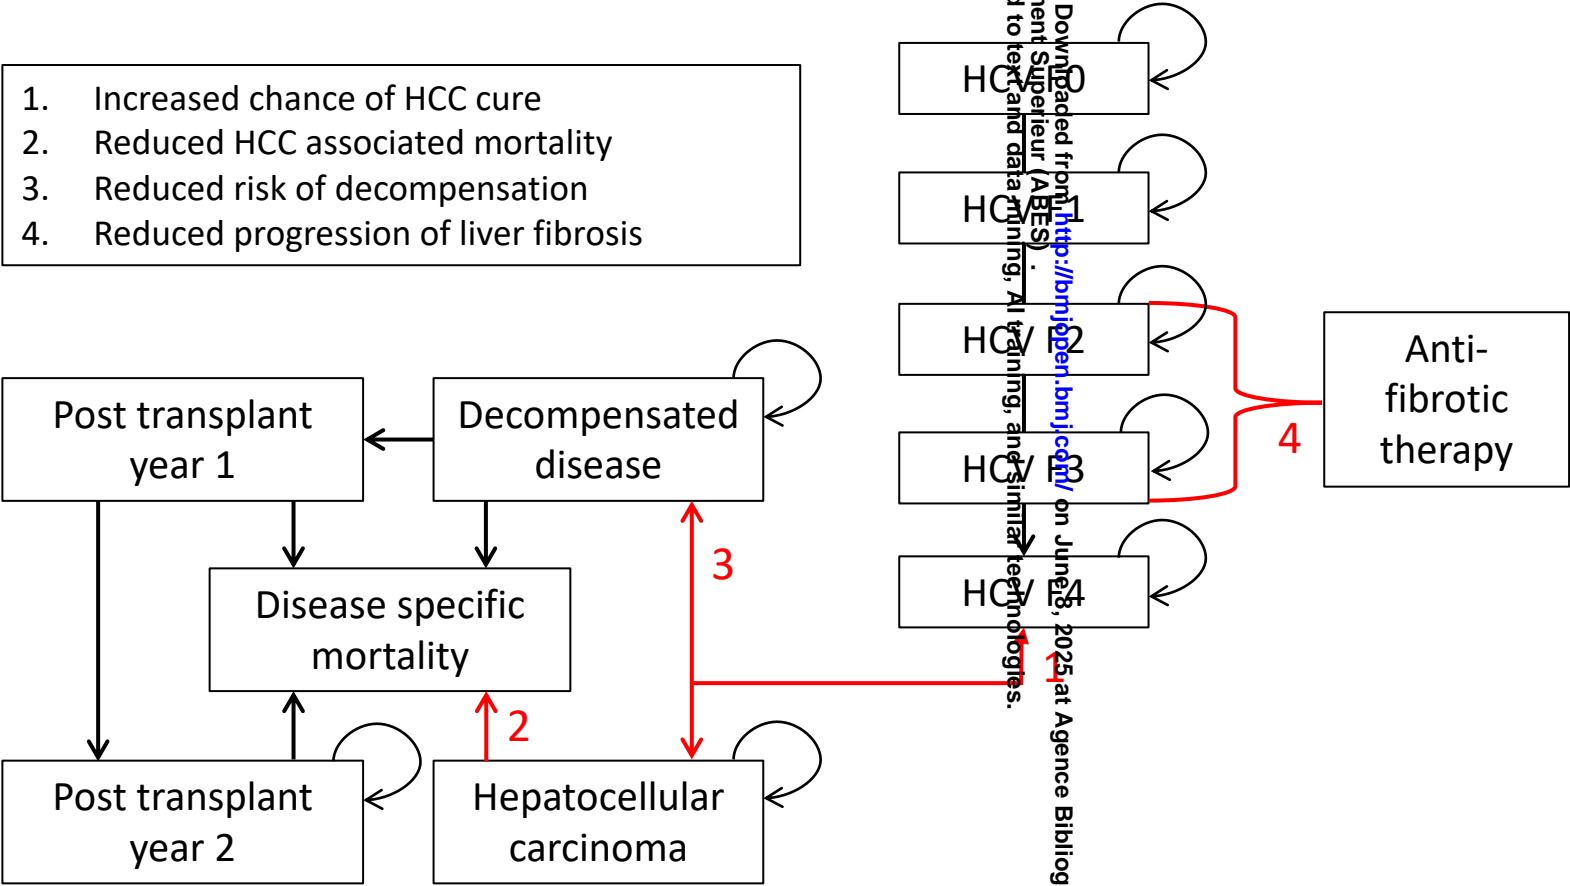 1. Increased chance of HCC cure
2. Reduced HCC associated mortality
3. Reduced risk of decompensation
4. Reduced progression of liver fibrosis
HCV F0
HCV F1
HCV F2
HCV F3
HCV F4
Anti-
fibrotic
therapy
4
Post transplant
year 1
Decompensated
disease
3
Disease specific
mortality
1
2
Post transplant
year 2
Hepatocellular
carcinoma
Downloaded from http://bmjopen.bmj.com/ on June 8, 2025 at Agence Bibliog
ment Superieur (ABES) .
d to text and data mining, AI training, and similar technologies.